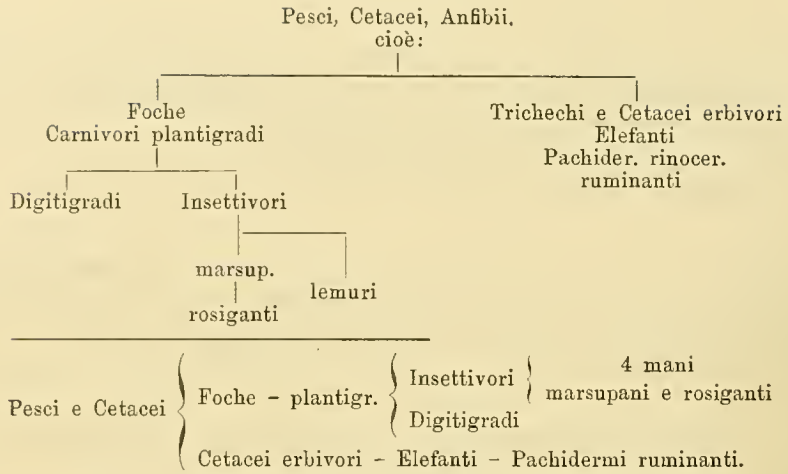 Pesci, Cetacei, Anfibii,
cioè:
Foche
Carnivori plantigradi
Trichechi e Cetacei erbivori
Elefanti
Pachider. rinocer.
ruminanti
Digitigradi
Insettivori
marsup.
lemuri
rosiganti
Pesci e Cetacei
Foche - plantigr.
Insettivori
4 mani
marsupani e rosiganti
Digitigradi
Cetacei erbivori - Elefanti - Pachidermi ruminanti.